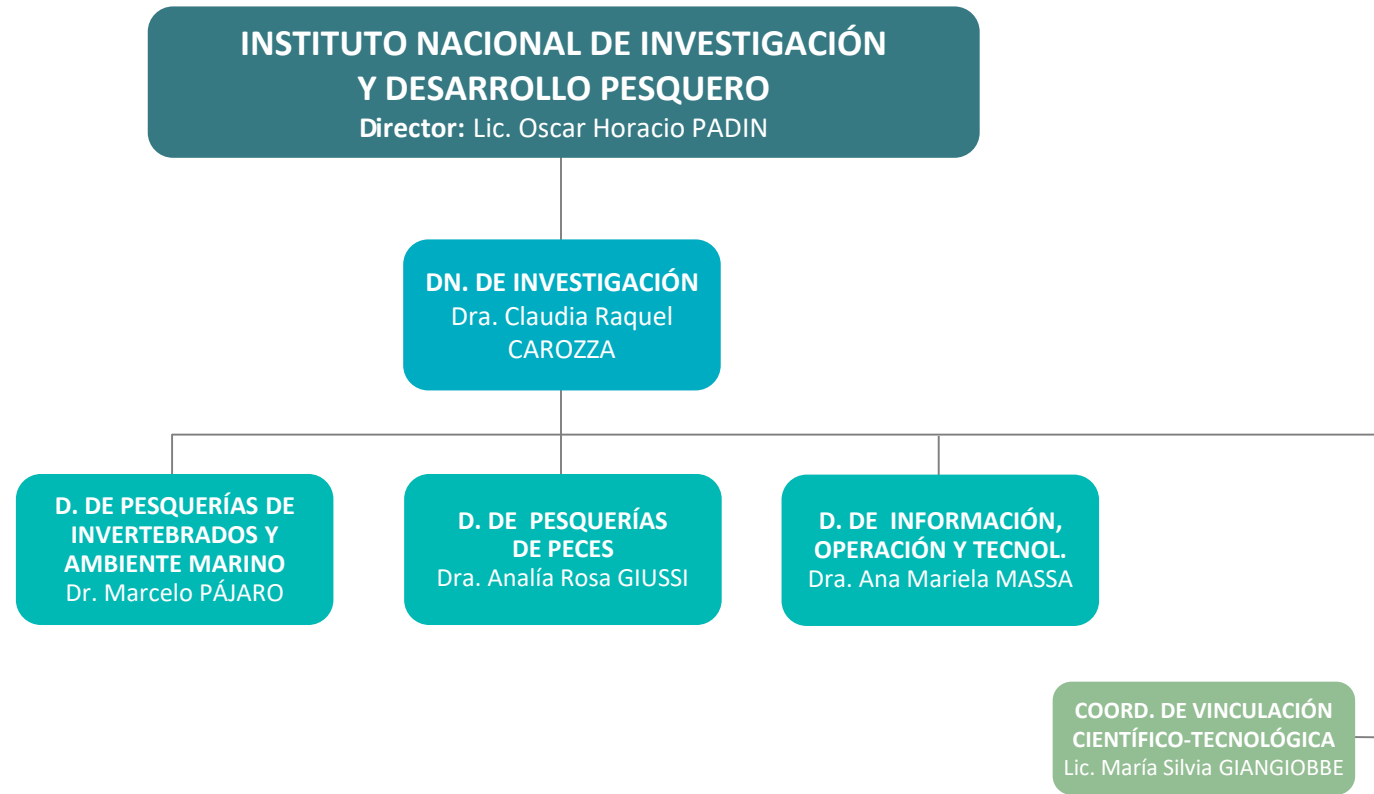 INSTITUTO NACIONAL DE INVESTIGACIÓN
Y DESARROLLO PESQUERO
Director: Lic. Oscar Horacio PADIN
DN. DE INVESTIGACIÓN
Dra. Claudia Raquel
CAROZZA
D. DE PESQUERÍAS DE
INVERTEBRADOS Y
AMBIENTE MARINO
Dr. Marcelo PÁJARO
D. DE PESQUERÍAS
DE PECES
Dra. Analía Rosa GIUSSI
D. DE INFORMACIÓN,
OPERACIÓN Y TECNOL.
Dra. Ana Mariela MASSA
COORD. DE VINCULACIÓN
CIENTÍFICO-TECNOLÓGICA
Lic. María Silvia GIANGIOBBE